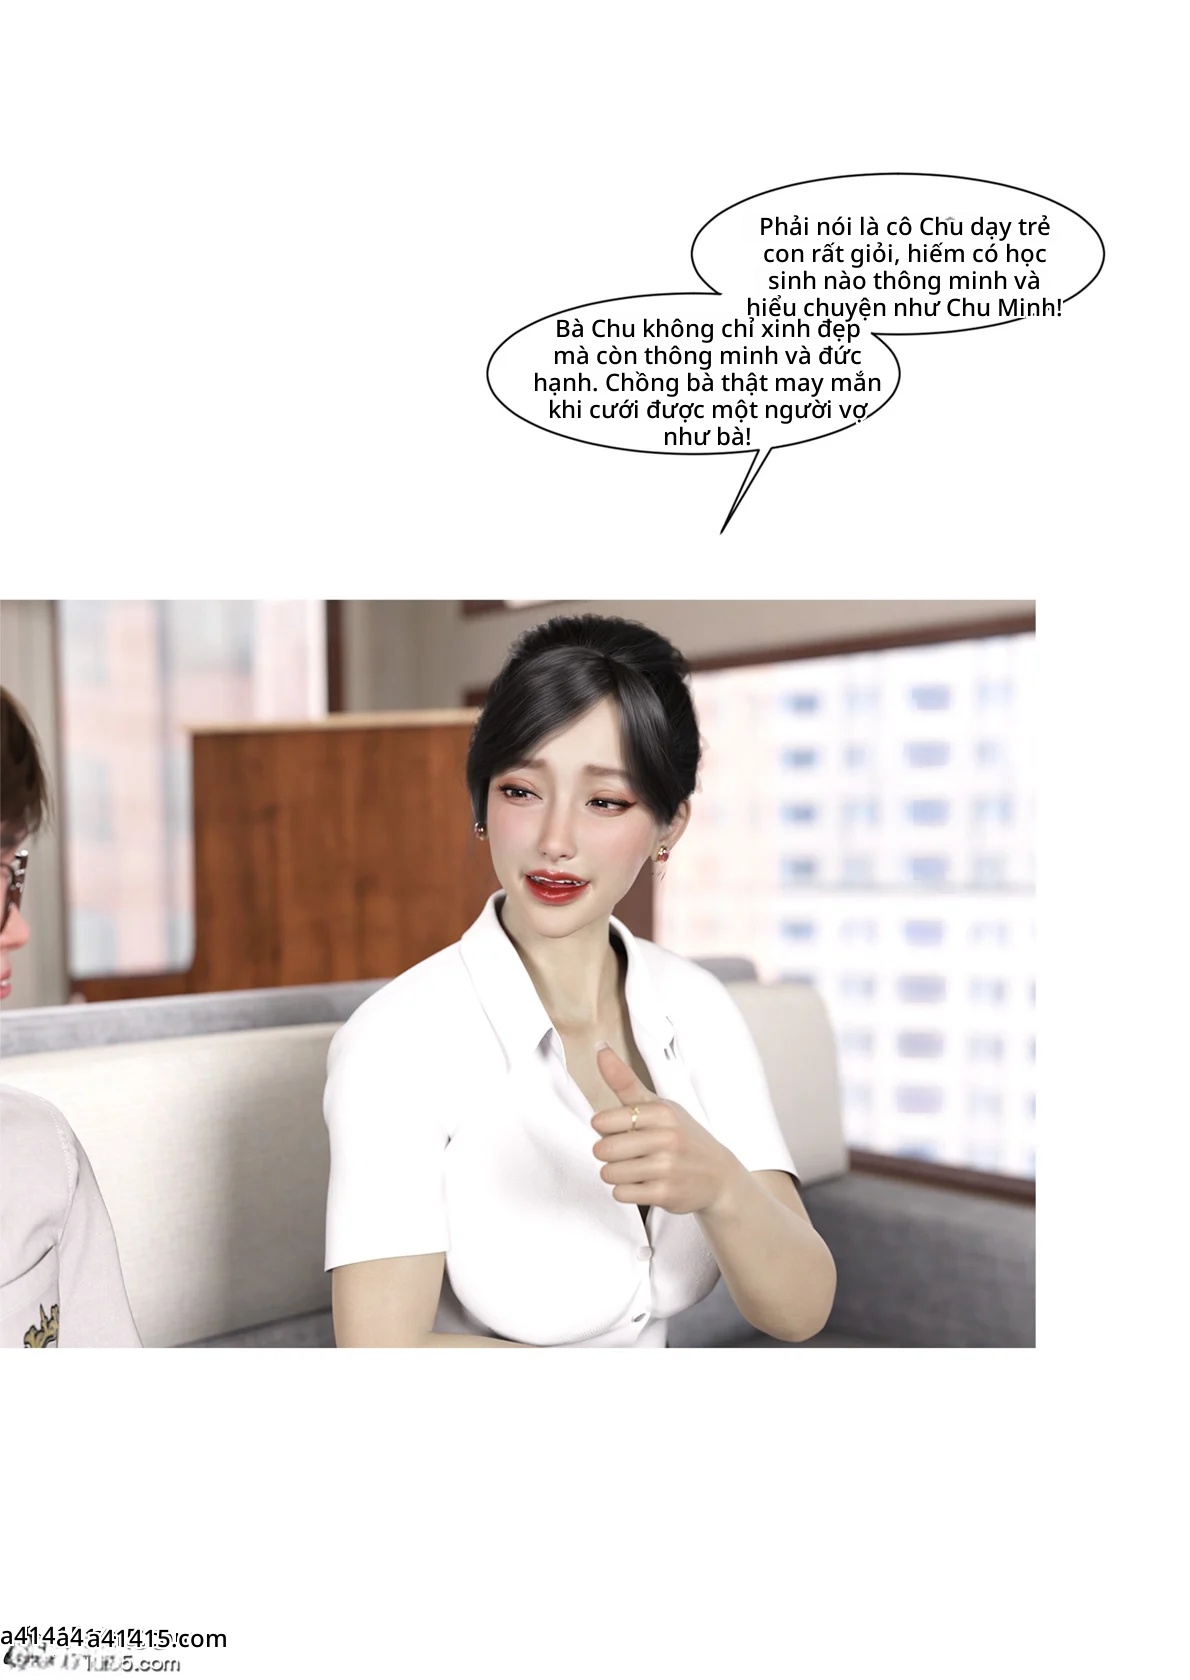 Phải nói là cô Chu dạy trẻ
con rất giỏi, hiếm có học
sinh nào thông minh và
hiểu chuyện như Chu Minh!
Bà Chu không chỉ xinh đẹp
mà còn thông minh và đức
hạnh. Chồng bà thật may mắn
khi cưới được một người vợ
như bà!
a41415.com